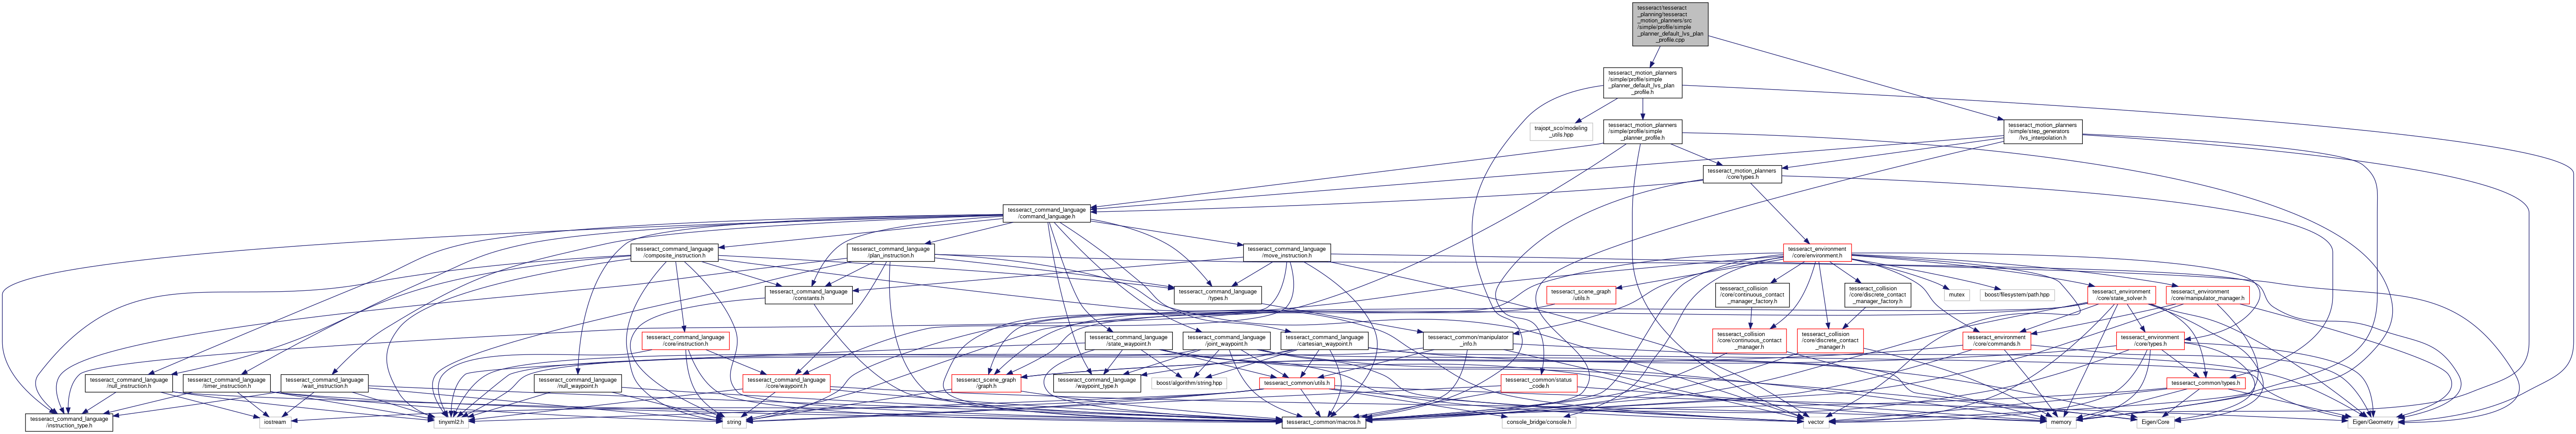 tesseract/tesseract
_planning/tesseract
_motion_planners/src
/simple/profile/simple
_planner_default_lvs_plan
_profile.cpp
tesseract_motion_planners
/simple/profile/simple
_planner_default_lvs_plan
_profile.h
trajopt_sco/modeling
_utils.hpp
tesseract_motion_planners
/simple/profile/simple
_planner_profile.h
tesseract_motion_planners
/simple/step_generators
/lvs_interpolation.h
tesseract_motion_planners
/core/types.h
tesseract_command_language
/command_language.h
tesseract_command_language
/composite_instruction.h
tesseract_command_language
/plan_instruction.h
tesseract_command_language
/move_instruction.h
tesseract_environment
/core/environment.h
tesseract_command_language
/constants.h
tesseract_command_language
/types.h
tesseract_scene_graph
/utils.h
tesseract_collision
/core/continuous_contact
_manager_factory.h
tesseract_collision
/core/discrete_contact
_manager_factory.h
mutex
boost/filesystem/path.hpp
tesseract_environment
/core/state_solver.h
tesseract_environment
/core/manipulator_manager.h
tesseract_command_language
/core/instruction.h
tesseract_command_language
/state_waypoint.h
tesseract_command_language
/joint_waypoint.h
tesseract_command_language
/cartesian_waypoint.h
tesseract_common/manipulator
_info.h
tesseract_collision
/core/continuous_contact
_manager.h
tesseract_collision
/core/discrete_contact
_manager.h
tesseract_environment
/core/commands.h
tesseract_environment
/core/types.h
tesseract_command_language
/null_instruction.h
tesseract_command_language
/timer_instruction.h
tesseract_command_language
/wait_instruction.h
tesseract_command_language
/null_waypoint.h
tesseract_command_language
/core/waypoint.h
tesseract_scene_graph
/graph.h
tesseract_command_language
/waypoint_type.h
boost/algorithm/string.hpp
tesseract_common/utils.h
tesseract_common/status
_code.h
tesseract_common/types.h
tesseract_command_language
/instruction_type.h
iostream
tinyxml2.h
string
tesseract_common/macros.h
console_bridge/console.h
vector
memory
Eigen/Core
Eigen/Geometry